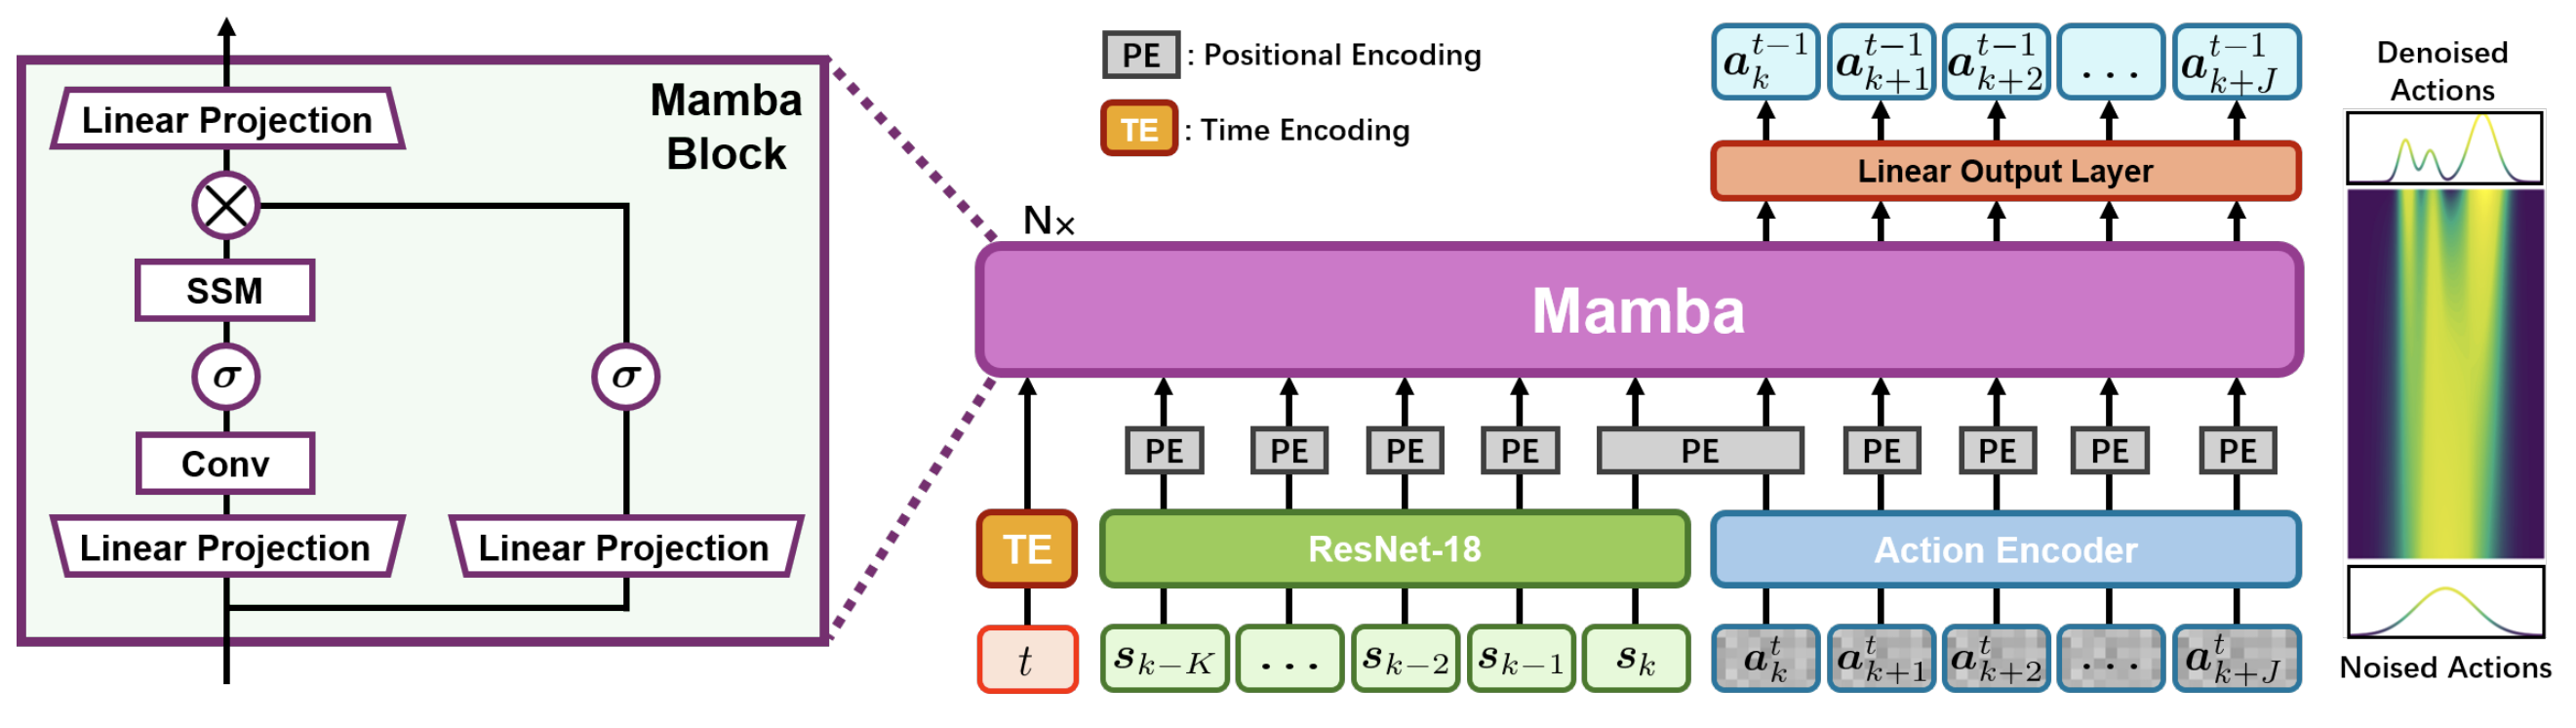 Mamba
Block
Linear Projection
SSM
σ
σ
Conv
Linear Projection
Linear Projection
PE : Positional Encoding
TE : Time Encoding
N×
Mamba
a_k^{t-1} a_{k+1}^{t-1} a_{k+2}^{t-1} ... a_{k+J}^{t-1}
Linear Output Layer
PE PE PE PE PE PE PE PE PE
TE ResNet-18 Action Encoder
t s_{k-K} ... s_{k-2} s_{k-1} s_k a_k^t a_{k+1}^t a_{k+2}^t ... a_{k+J}^t
Denoised
Actions
Noised Actions